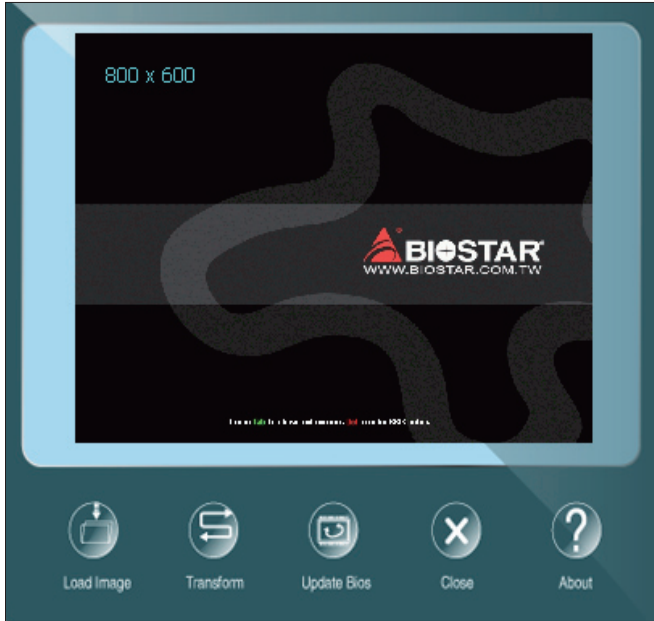 800 x 600
BIOSTAR
WWW.BIOSTAR.COM.TW
Load Image
Transform
Update Bios
Close
About